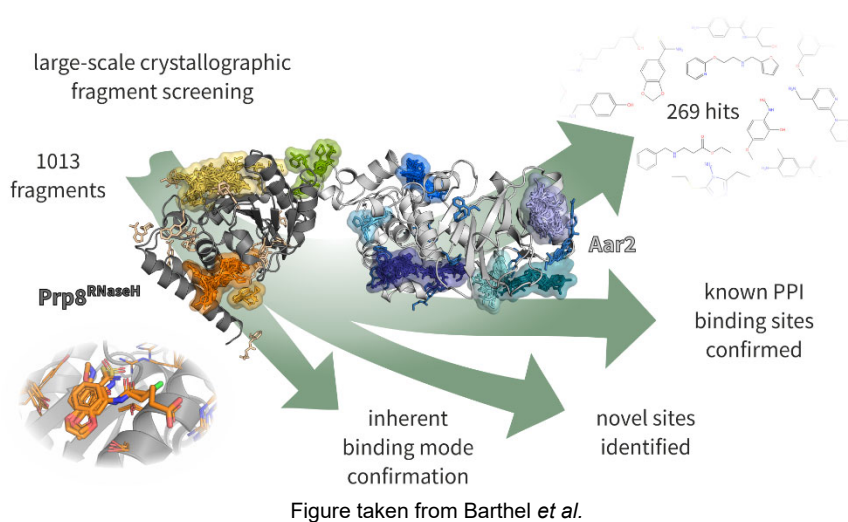 large-scale crystallographic
fragment screening
1013
fragments
269 hits
Aar2
Prp8RNaseH
known PPI
binding sites
confirmed
inherent
binding mode
confirmation
novel sites
identified
Figure taken from Barthel et al.